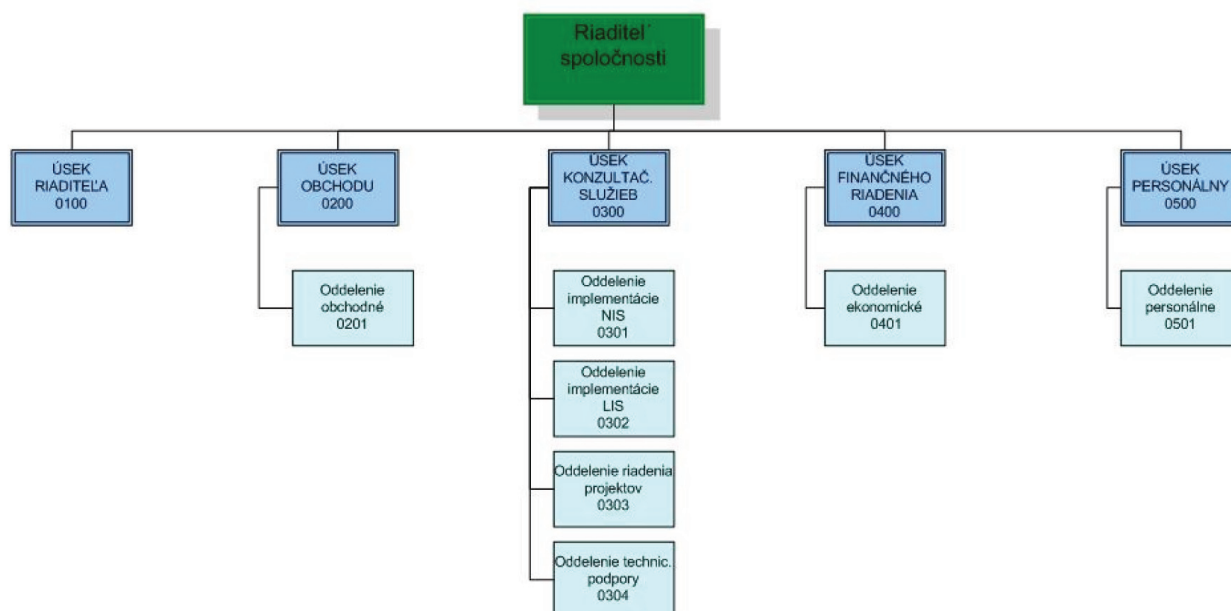 Riaditeľ
spoločnosti
ÚSEK
RIADITEĽA
0100
ÚSEK
OBCHODU
0200
ÚSEK
KONZULTAČ.
SLUŽIEB
0300
ÚSEK
FINANČNÉHO
RIADENIA
0400
ÚSEK
PERSONÁLNY
0500
Oddelenie
obchodné
0201
Oddelenie
implementácie
NIS
0301
Oddelenie
implementácie
LIS
0302
Oddelenie riadenia
projektov
0303
Oddelenie technic.
podpory
0304
Oddelenie
ekonomické
0401
Oddelenie
personálne
0501